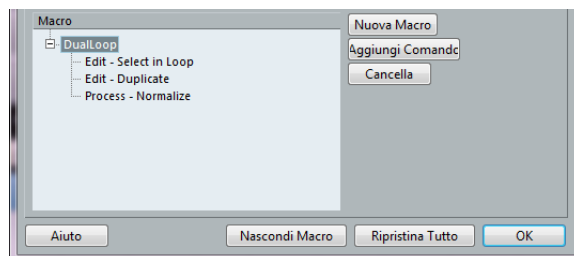 Macro
DualLoop
Edit - Select in Loop
Edit - Duplicate
Process - Normalize
Nuova Macro
Aggiungi Comando
Cancella
Aiuto
Nascondi Macro
Ripristina Tutto
OK